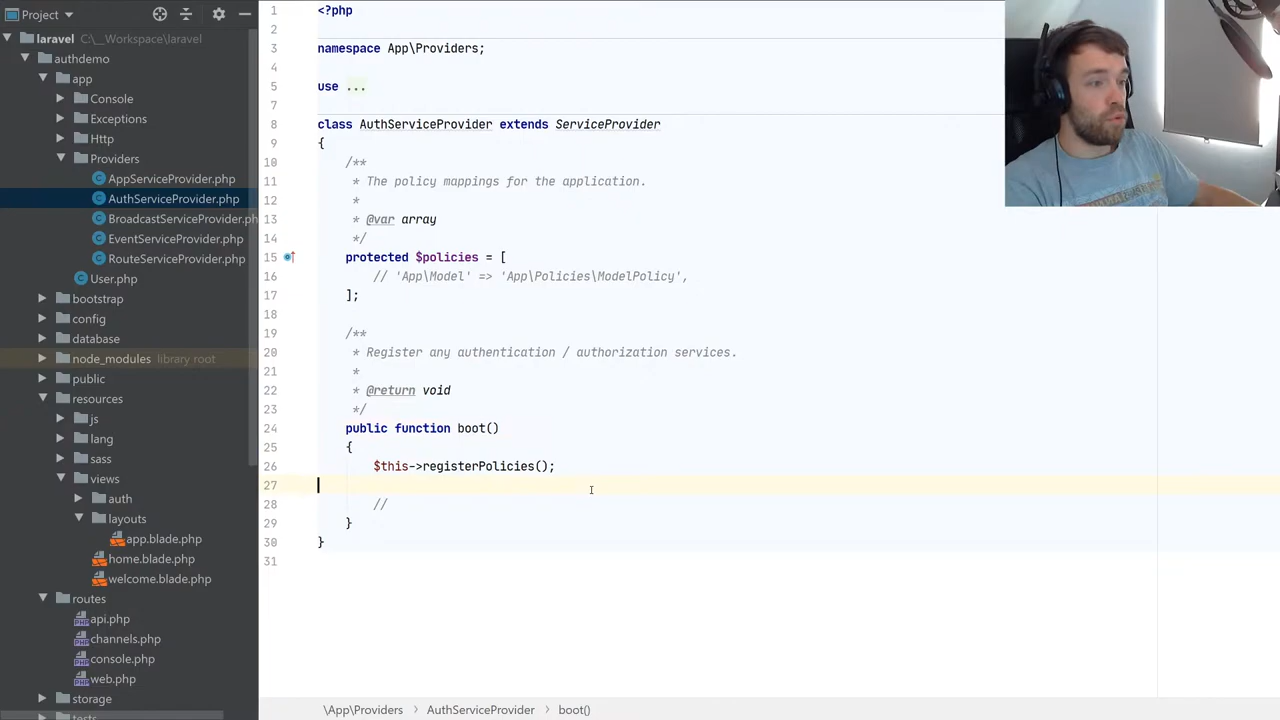 Project
laravel C:\__Workspace\laravel
authdemo
app
Console
Exceptions
Http
Providers
AppServiceProvider.php
AuthServiceProvider.php
BroadcastServiceProvider.php
EventServiceProvider.php
RouteServiceProvider.php
User.php
bootstrap
config
database
node_modules library root
public
resources
js
lang
sass
views
auth
layouts
app.blade.php
home.blade.php
welcome.blade.php
routes
api.php
channels.php
console.php
web.php
storage
tests
1 <?php
2
3 namespace App\Providers;
4
5 use ...
7
8 class AuthServiceProvider extends ServiceProvider
9 {
10 /**
11 * The policy mappings for the application.
12 *
13 * @var array
14 */
15 protected $policies = [
16 // 'App\Model' => 'App\Policies\ModelPolicy',
17 ];
18
19 /**
20 * Register any authentication / authorization services.
21 *
22 * @return void
23 */
24 public function boot()
25 {
26 $this->registerPolicies();
27
28 //
29 }
30 }
31
\App\Providers > AuthServiceProvider > boot()